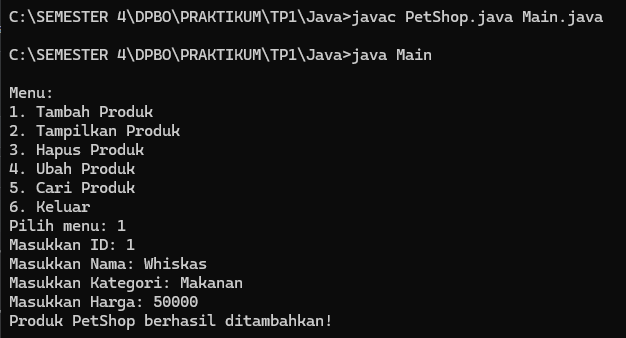 C:\SEMESTER 4\DPBO\PRAKTIKUM\TP1\Java>javac PetShop.java Main.java
C:\SEMESTER 4\DPBO\PRAKTIKUM\TP1\Java>java Main
Menu:
1. Tambah Produk
2. Tampilkan Produk
3. Hapus Produk
4. Ubah Produk
5. Cari Produk
6. Keluar
Pilih menu: 1
Masukkan ID: 1
Masukkan Nama: Whiskas
Masukkan Kategori: Makanan
Masukkan Harga: 50000
Produk PetShop berhasil ditambahkan!